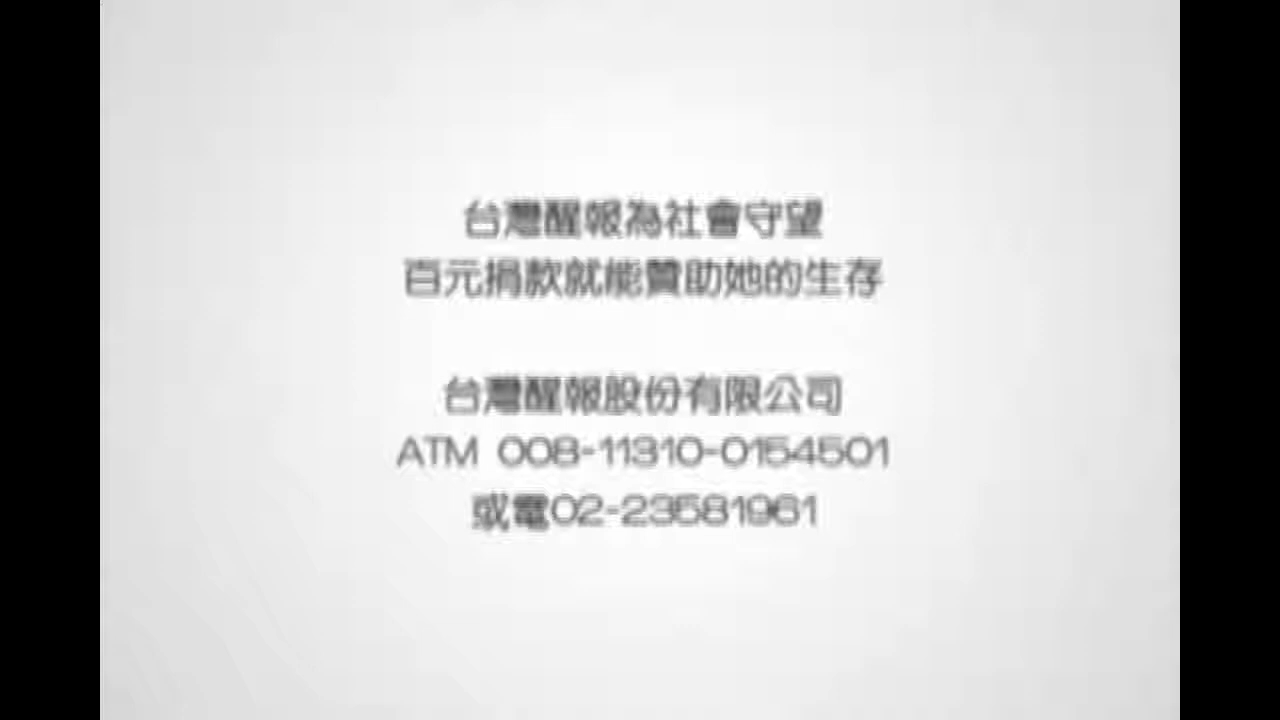 台灣醒報為社會守望
百元捐款就能贊助她的生存
台灣醒報股份有限公司
ATM 008-11310-0154501
或電02-23581961